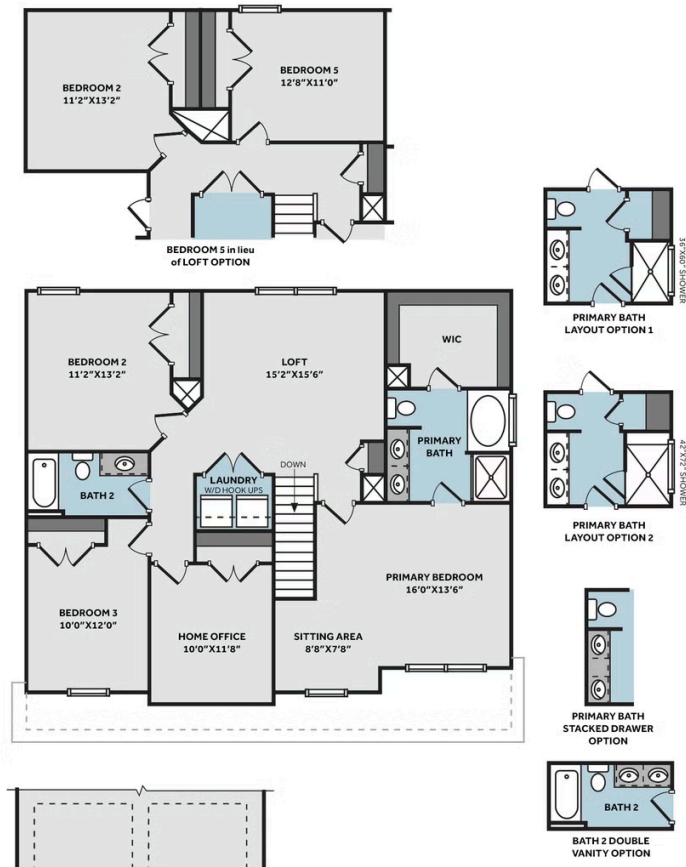 BEDROOM 2
11'2"X13'2"
BEDROOM 5
12'8"X11'0"
BEDROOM 5 in lieu
of LOFT OPTION
36"X60" SHOWER
PRIMARY BATH
LAYOUT OPTION 1
BEDROOM 2
11'2"X13'2"
LOFT
15'2"X15'6"
WIC
PRIMARY
BATH
LAUNDRY
W/D HOOK UPS
DOWN
BATH 2
42"X72" SHOWER
PRIMARY BATH
LAYOUT OPTION 2
BEDROOM 3
10'0"X12'0"
HOME OFFICE
10'0"X11'8"
SITTING AREA
8'8"X7'8"
PRIMARY BEDROOM
16'0"X13'6"
PRIMARY BATH
STACKED DRAWER
OPTION
BATH 2
BATH 2 DOUBLE
VANITY OPTION